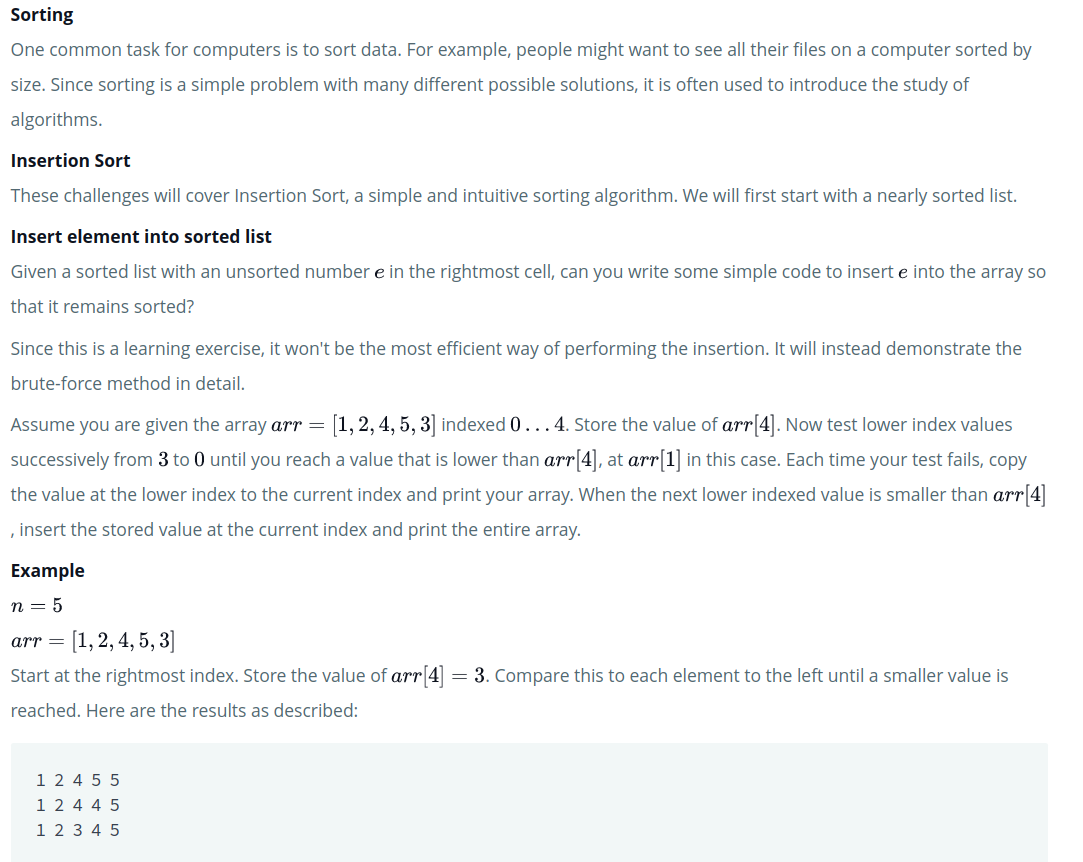 Sorting
One common task for computers is to sort data. For example, people might want to see all their files on a computer sorted by
size. Since sorting is a simple problem with many different possible solutions, it is often used to introduce the study of
algorithms.
Insertion Sort
These challenges will cover Insertion Sort, a simple and intuitive sorting algorithm. We will first start with a nearly sorted list.
Insert element into sorted list
Given a sorted list with an unsorted number e in the rightmost cell, can you write some simple code to insert e into the array so
that it remains sorted?
Since this is a learning exercise, it won't be the most efficient way of performing the insertion. It will instead demonstrate the
brute-force method in detail.
Assume you are given the array arr = [1, 2, 4, 5, 3] indexed 0 . . . 4. Store the value of arr[4]. Now test lower index values
successively from 3 to 0 until you reach a value that is lower than arr[4], at arr[1] in this case. Each time your test fails, copy
the value at the lower index to the current index and print your array. When the next lower indexed value is smaller than arr[4]
, insert the stored value at the current index and print the entire array.
Example
n = 5
arr = [1, 2, 4, 5, 3]
Start at the rightmost index. Store the value of arr[4] = 3. Compare this to each element to the left until a smaller value is
reached. Here are the results as described:
1 2 4 5 5
1 2 4 4 5
1 2 3 4 5